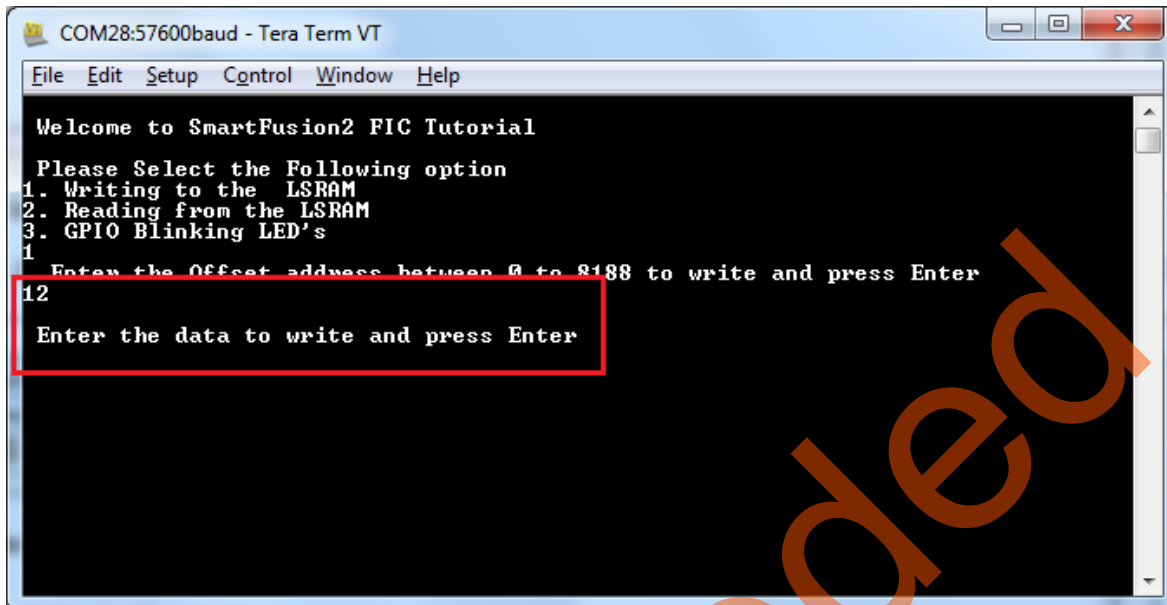 COM28:57600baud - Tera Term VT
File Edit Setup Control Window Help
Welcome to SmartFusion2 FIC Tutorial
Please Select the Following option
1. Writing to the LSRAM
2. Reading from the LSRAM
3. GPIO Blinking LED's
1
Enter the Offset address between 0 to 8188 to write and press Enter
12
Enter the data to write and press Enter
ded